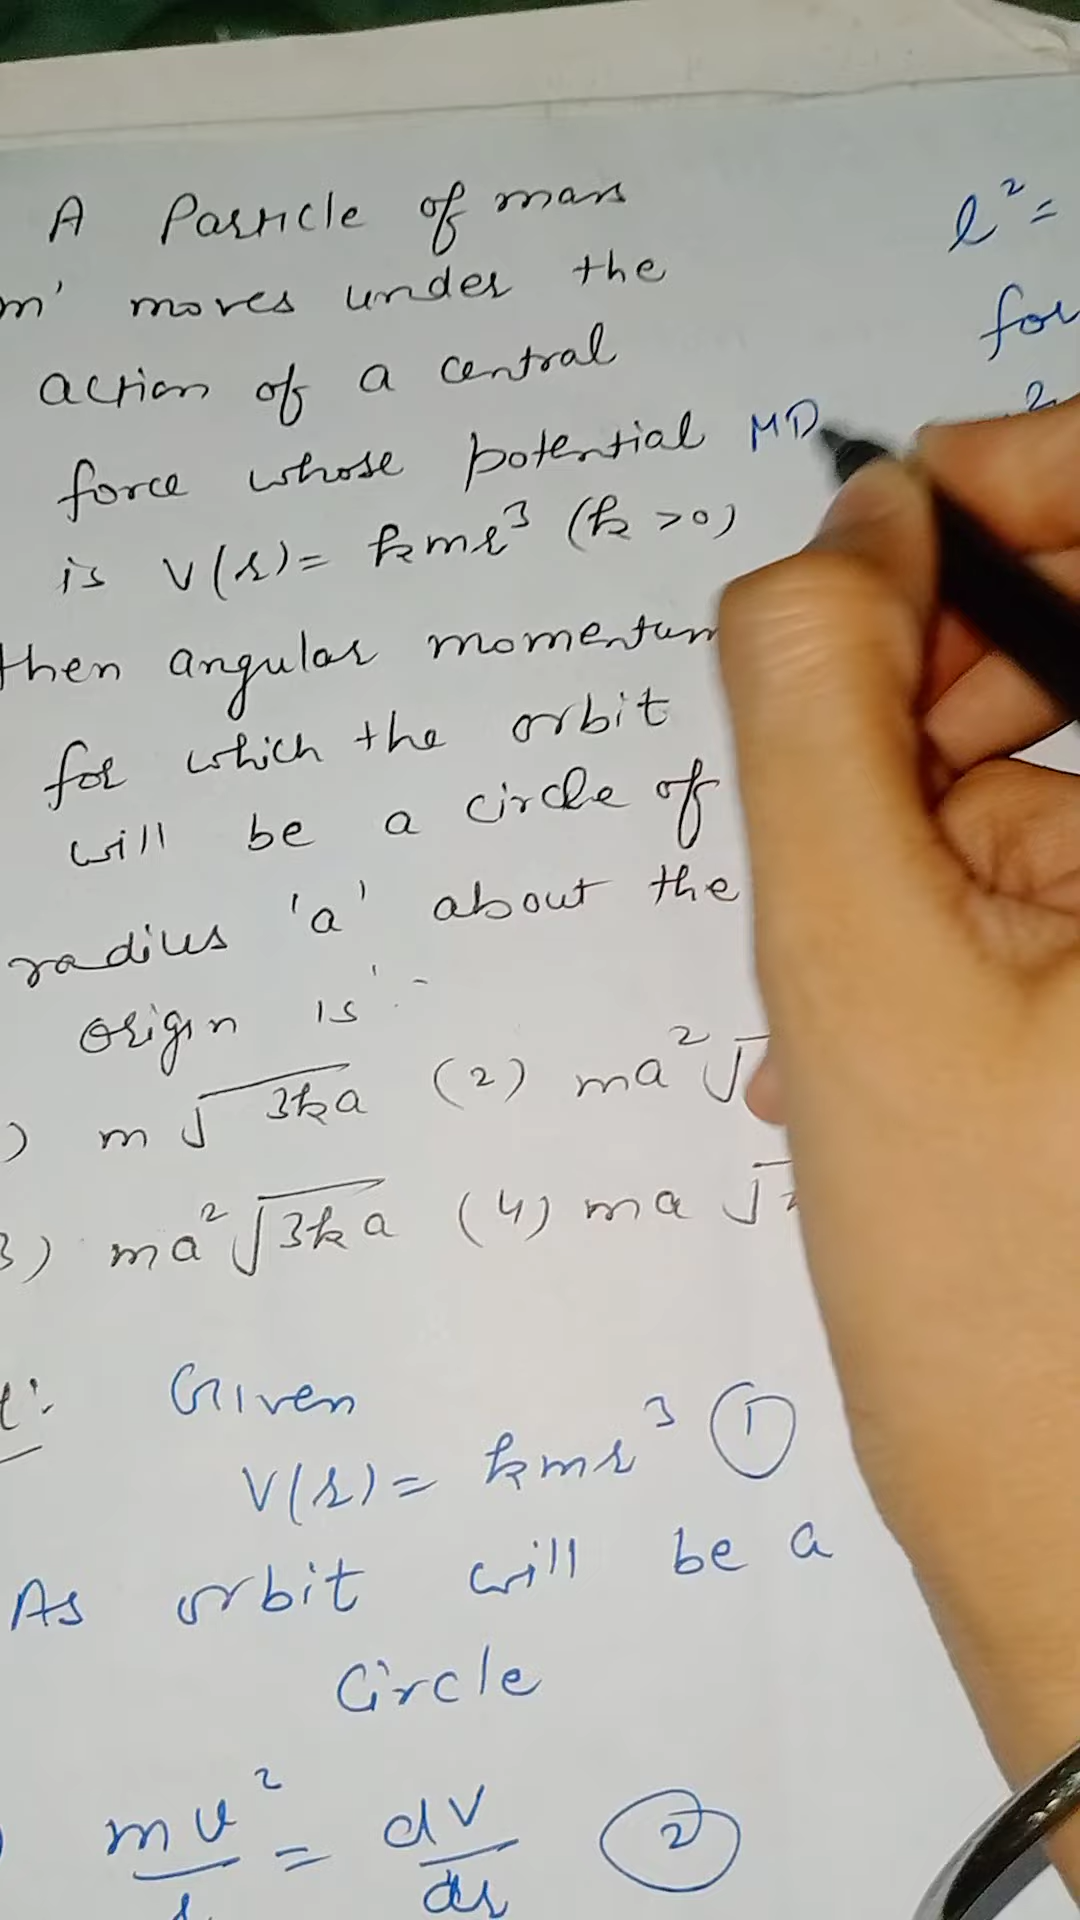 A Particle of mass
m' moves under the
action of a central
force whose potential
is V(r) = kmr³ (k>0)
then angular momentum
for which the orbit
will be a circle of
radius 'a' about the
origin is :-
) m√3ka (2) ma²√
3) ma²√3ka (4) ma √
Given
V(r) = kmr³ ①
As orbit will be a
Circle
mv²/r = dV/dr ②
l² =
for
MD